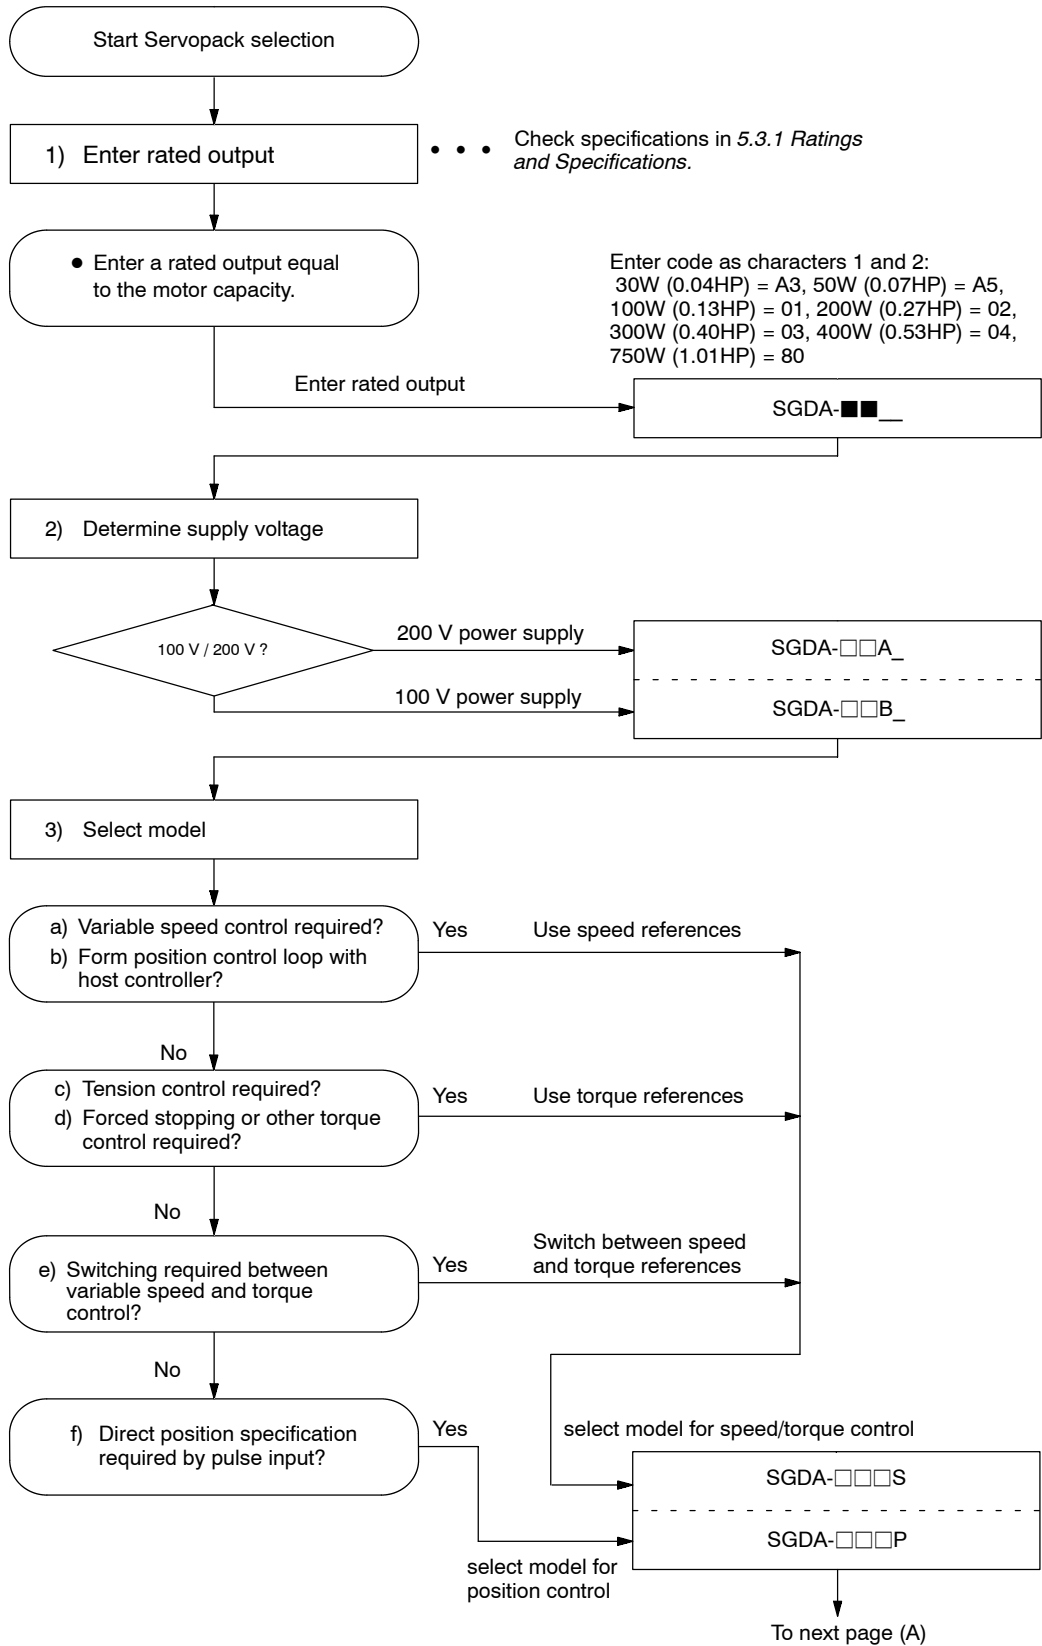 Start Servopack selection
1) Enter rated output
• • •
Check specifications in 5.3.1 Ratings
and Specifications.
● Enter a rated output equal
to the motor capacity.
Enter code as characters 1 and 2:
30W (0.04HP) = A3, 50W (0.07HP) = A5,
100W (0.13HP) = 01, 200W (0.27HP) = 02,
300W (0.40HP) = 03, 400W (0.53HP) = 04,
750W (1.01HP) = 80
Enter rated output
SGDA-■■__
2) Determine supply voltage
100 V / 200 V ?
200 V power supply
SGDA-□□A_
100 V power supply
SGDA-□□B_
3) Select model
a) Variable speed control required?
b) Form position control loop with
host controller?
Yes
Use speed references
No
c) Tension control required?
d) Forced stopping or other torque
control required?
Yes
Use torque references
No
e) Switching required between
variable speed and torque
control?
Yes
Switch between speed
and torque references
No
f) Direct position specification
required by pulse input?
Yes
select model for speed/torque control
SGDA-□□□S
SGDA-□□□P
select model for
position control
To next page (A)